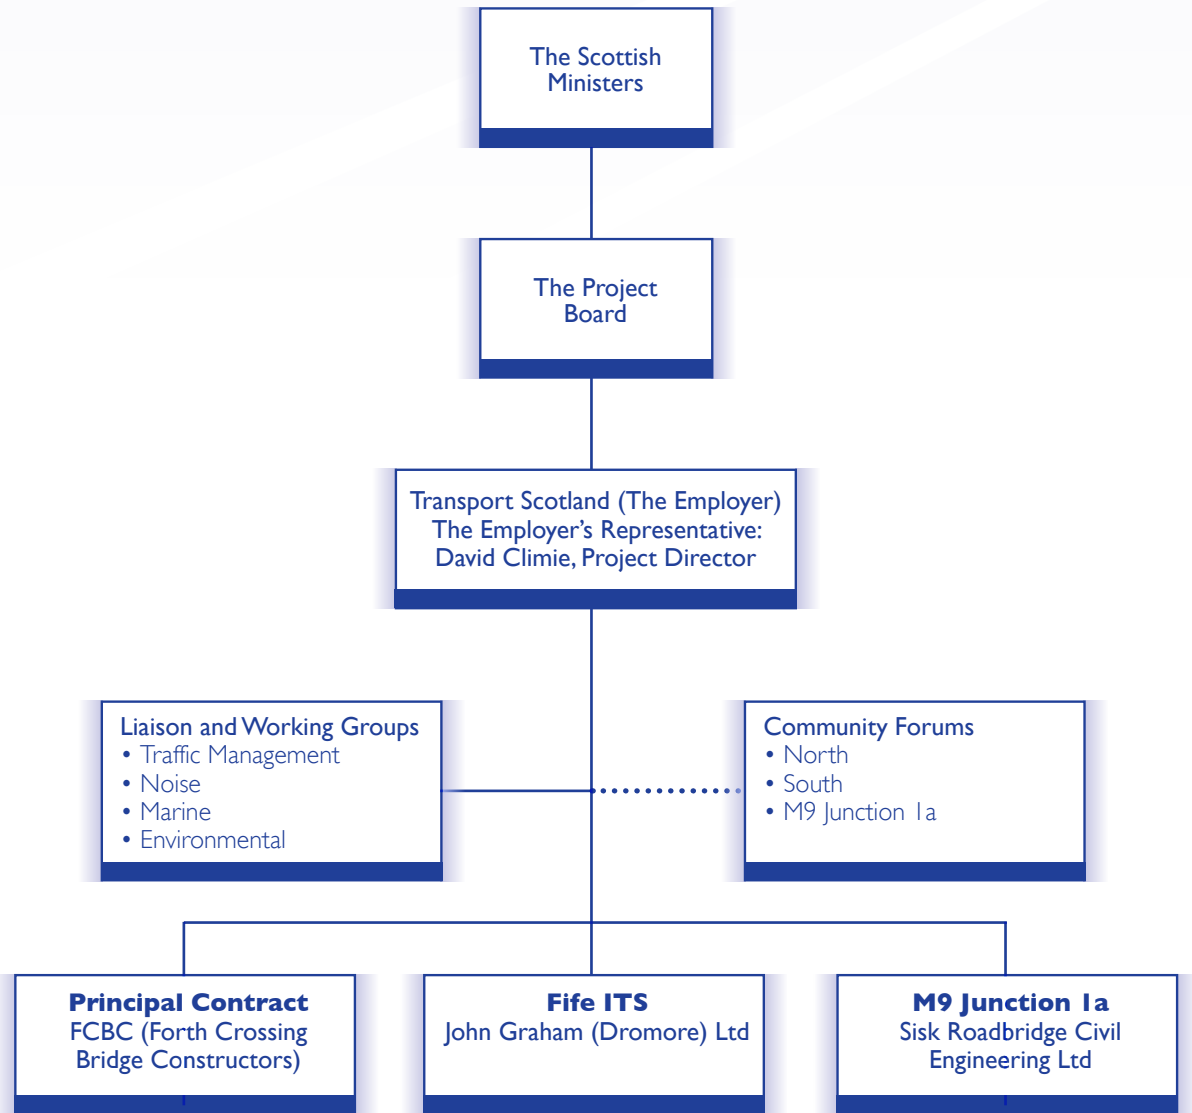 The Scottish
Ministers
The Project
Board
Transport Scotland (The Employer)
The Employer’s Representative:
David Climie, Project Director
Liaison and Working Groups
• Traffic Management
• Noise
• Marine
• Environmental
Community Forums
• North
• South
• M9 Junction 1a
Principal Contract
FCBC (Forth Crossing
Bridge Constructors)
Fife ITS
John Graham (Dromore) Ltd
M9 Junction 1a
Sisk Roadbridge Civil
Engineering Ltd